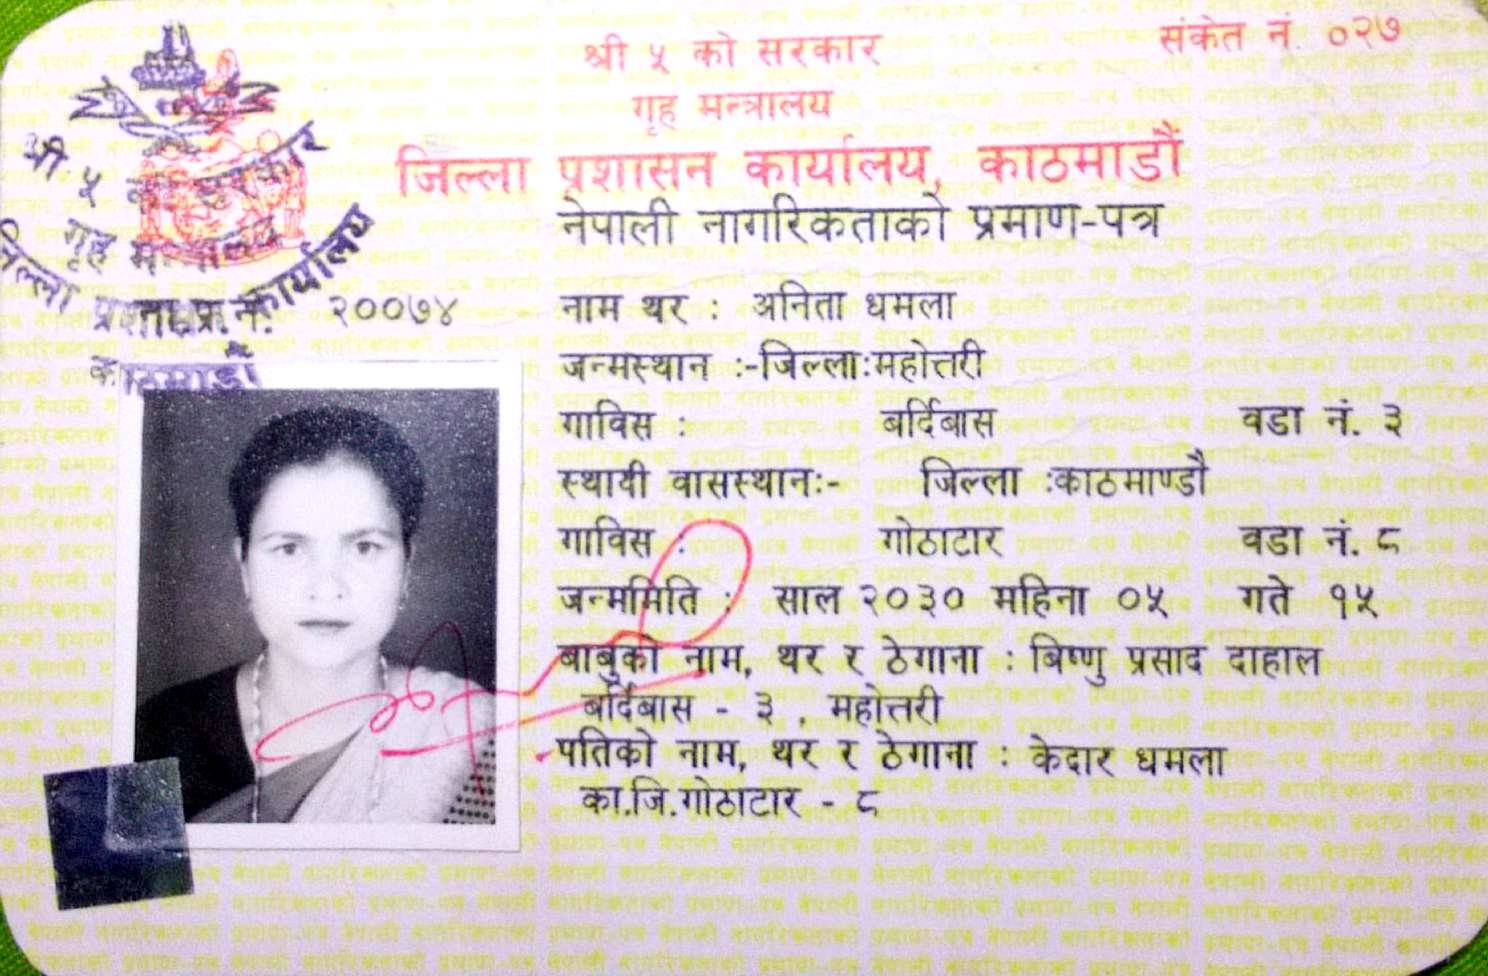 श्री ५ को सरकार
संकेत नं. ०२७
गृह मन्त्रालय
जिल्ला प्रशासन कार्यालय, काठमाडौं
नेपाली नागरिकताको प्रमाण-पत्र
श्री ५ को सरकार
गृह मन्त्रालय
जिल्ला प्रशासन कार्यालय
काठमाडौं
ना.प्र.नं. २००७४
नाम थर : अनिता धमला
जन्मस्थान :-जिल्ला:महोत्तरी
गाविस : बर्दिबास वडा नं. ३
स्थायी वासस्थान:- जिल्ला :काठमाण्डौ
गाविस : गोठाटार वडा नं. ८
जन्ममिति : साल २०३० महिना ०५ गते १५
बाबुको नाम, थर र ठेगाना : बिष्णु प्रसाद दाहाल
बर्दिबास - ३ , महोत्तरी
पतिको नाम, थर र ठेगाना : केदार धमला
का.जि.गोठाटार - ८